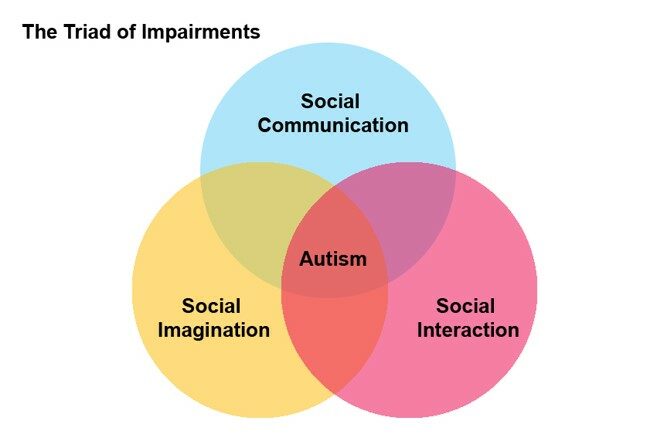 The Triad of Impairments
Social
Communication
Autism
Social
Imagination
Social
Interaction